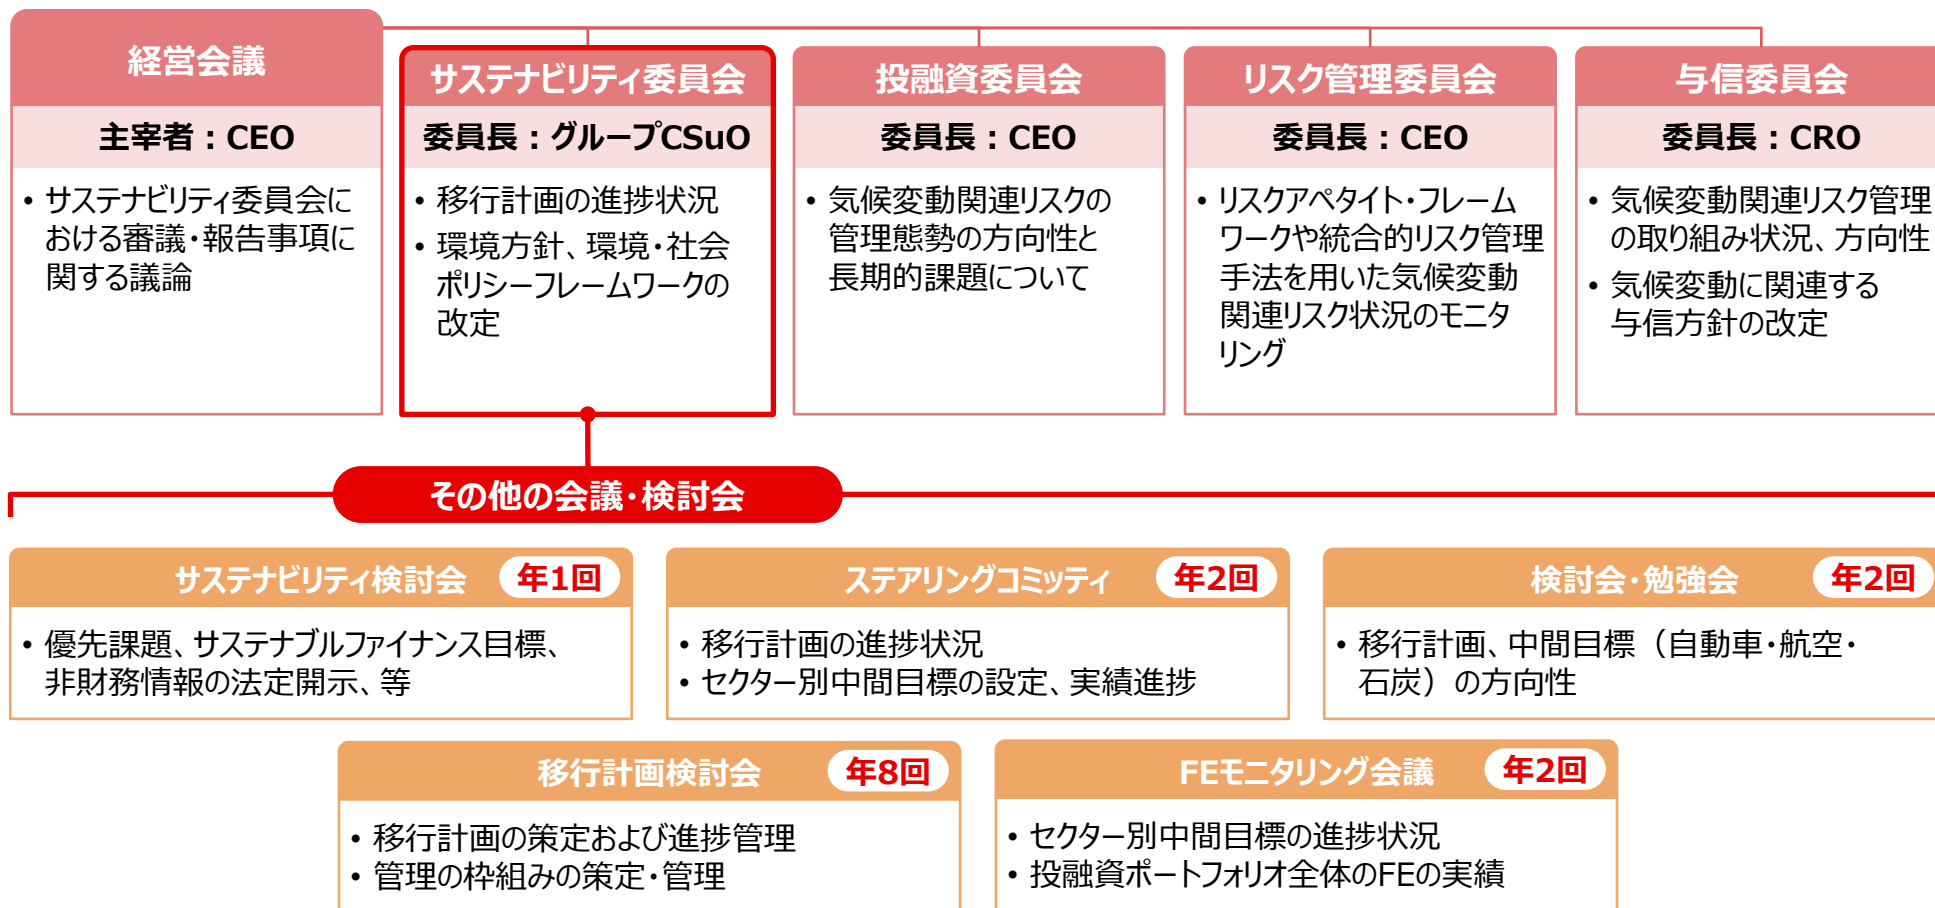 経営会議
主宰者：CEO
• サステナビリティ委員会に
おける審議・報告事項に
関する議論
サステナビリティ委員会
委員長：グループCSuO
• 移行計画の進捗状況
• 環境方針、環境・社会
ポリシーフレームワークの
改定
投融資委員会
委員長：CEO
• 気候変動関連リスクの
管理態勢の方向性と
長期的課題について
リスク管理委員会
委員長：CEO
• リスクアペタイト・フレーム
ワークや統合的リスク管理
手法を用いた気候変動
関連リスク状況のモニタ
リング
与信委員会
委員長：CRO
• 気候変動関連リスク管理
の取り組み状況、方向性
• 気候変動に関連する
与信方針の改定
その他の会議・検討会
サステナビリティ検討会 年1回
• 優先課題、サステナブルファイナンス目標、
非財務情報の法定開示、等
ステアリングコミッティ 年2回
• 移行計画の進捗状況
• セクター別中間目標の設定、実績進捗
検討会・勉強会 年2回
• 移行計画、中間目標（自動車・航空・
石炭）の方向性
移行計画検討会 年8回
• 移行計画の策定および進捗管理
• 管理の枠組みの策定・管理
FEモニタリング会議 年2回
• セクター別中間目標の進捗状況
• 投融資ポートフォリオ全体のFEの実績